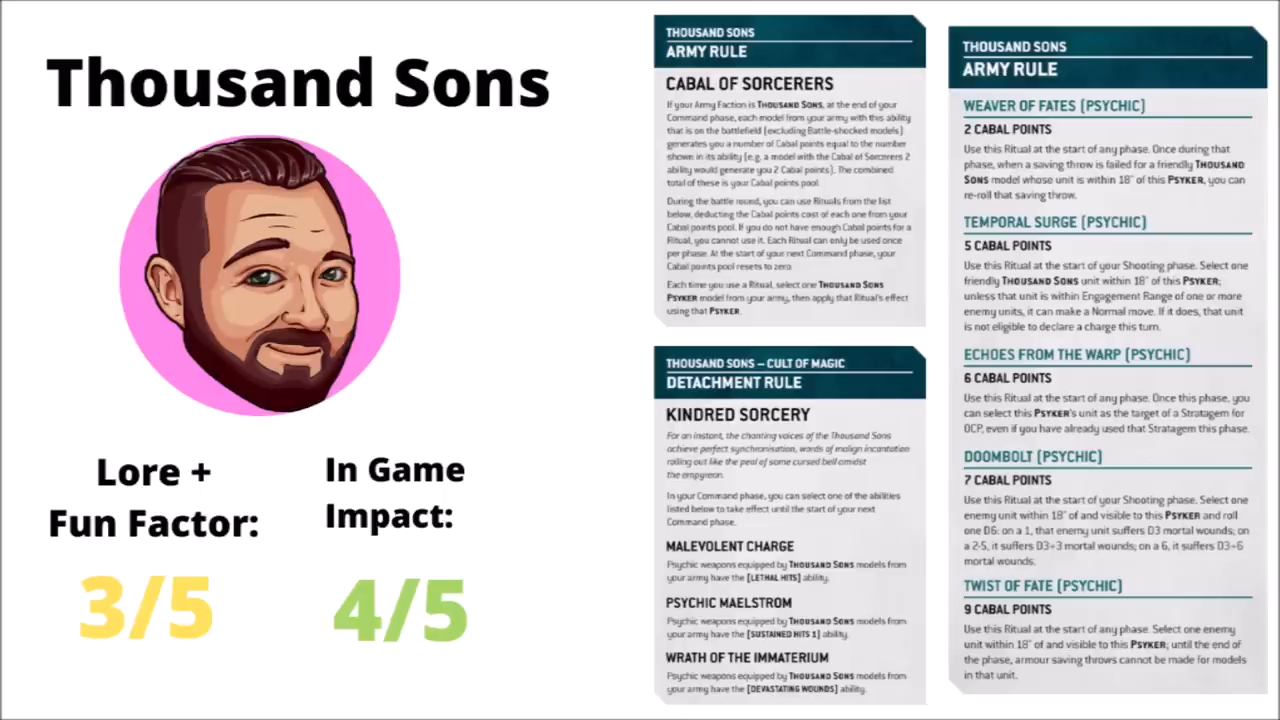 Thousand Sons
Lore +
Fun Factor:
3/5
In Game
Impact:
4/5
THOUSAND SONS
ARMY RULE
CABAL OF SORCERERS
If your Army Faction is THOUSAND SONS, at the end of your
Command phase, each model from your army with this ability
that is on the battlefield (excluding Battle-shocked models)
generates you a number of Cabal points equal to the number
shown in its ability (e.g. a model with the Cabal of Sorcerers 2
ability would generate you 2 Cabal points). The combined
total of these is your Cabal points pool.
During the battle round, you can use Rituals from the list
below, deducting the Cabal points cost of each one from your
Cabal points pool. If you do not have enough Cabal points for a
Ritual, you cannot use it. Each Ritual can only be used once
per phase. At the start of your next Command phase, your
Cabal points pool resets to zero.
Each time you use a Ritual, select one THOUSAND SONS
PSYKER model from your army, then apply that Ritual's effect
using that PSYKER.
THOUSAND SONS – CULT OF MAGIC
DETACHMENT RULE
KINDRED SORCERY
For an instant, the chanting voices of the Thousand Sons
achieve perfect synchronisation, words of malign incantation
rolling out like the peal of some cursed bell amidst
the empyreon.
In your Command phase, you can select one of the abilities
listed below to take effect until the start of your next
Command phase.
MALEVOLENT CHARGE
Psychic weapons equipped by THOUSAND SONS models from
your army have the [LETHAL HITS] ability.
PSYCHIC MAELSTROM
Psychic weapons equipped by THOUSAND SONS models from
your army have the [SUSTAINED HITS 1] ability.
WRATH OF THE IMMATERIUM
Psychic weapons equipped by THOUSAND SONS models from
your army have the [DEVASTATING WOUNDS] ability.
THOUSAND SONS
ARMY RULE
WEAVER OF FATES (PSYCHIC)
2 CABAL POINTS
Use this Ritual at the start of any phase. Once during that
phase, when a saving throw is failed for a friendly THOUSAND
SONS model whose unit is within 18" of this PSYKER, you can
re-roll that saving throw.
TEMPORAL SURGE (PSYCHIC)
5 CABAL POINTS
Use this Ritual at the start of your Shooting phase. Select one
friendly THOUSAND SONS unit within 18" of this PSYKER;
unless that unit is within Engagement Range of one or more
enemy units, it can make a Normal move. If it does, that unit
is not eligible to declare a charge this turn.
ECHOES FROM THE WARP (PSYCHIC)
6 CABAL POINTS
Use this Ritual at the start of any phase. Once this phase, you
can select this PSYKER's unit as the target of a Stratagem for
0CP, even if you have already used that Stratagem this phase.
DOOMBOLT (PSYCHIC)
7 CABAL POINTS
Use this Ritual at the start of your Shooting phase. Select one
enemy unit within 18" of and visible to this PSYKER and roll
one D6: on a 1, that enemy unit suffers D3 mortal wounds; on
a 2-5, it suffers D3+3 mortal wounds; on a 6, it suffers D3+6
mortal wounds.
TWIST OF FATE (PSYCHIC)
9 CABAL POINTS
Use this Ritual at the start of any phase. Select one enemy
unit within 18" of and visible to this PSYKER; until the end of
the phase, armour saving throws cannot be made for models
in that unit.